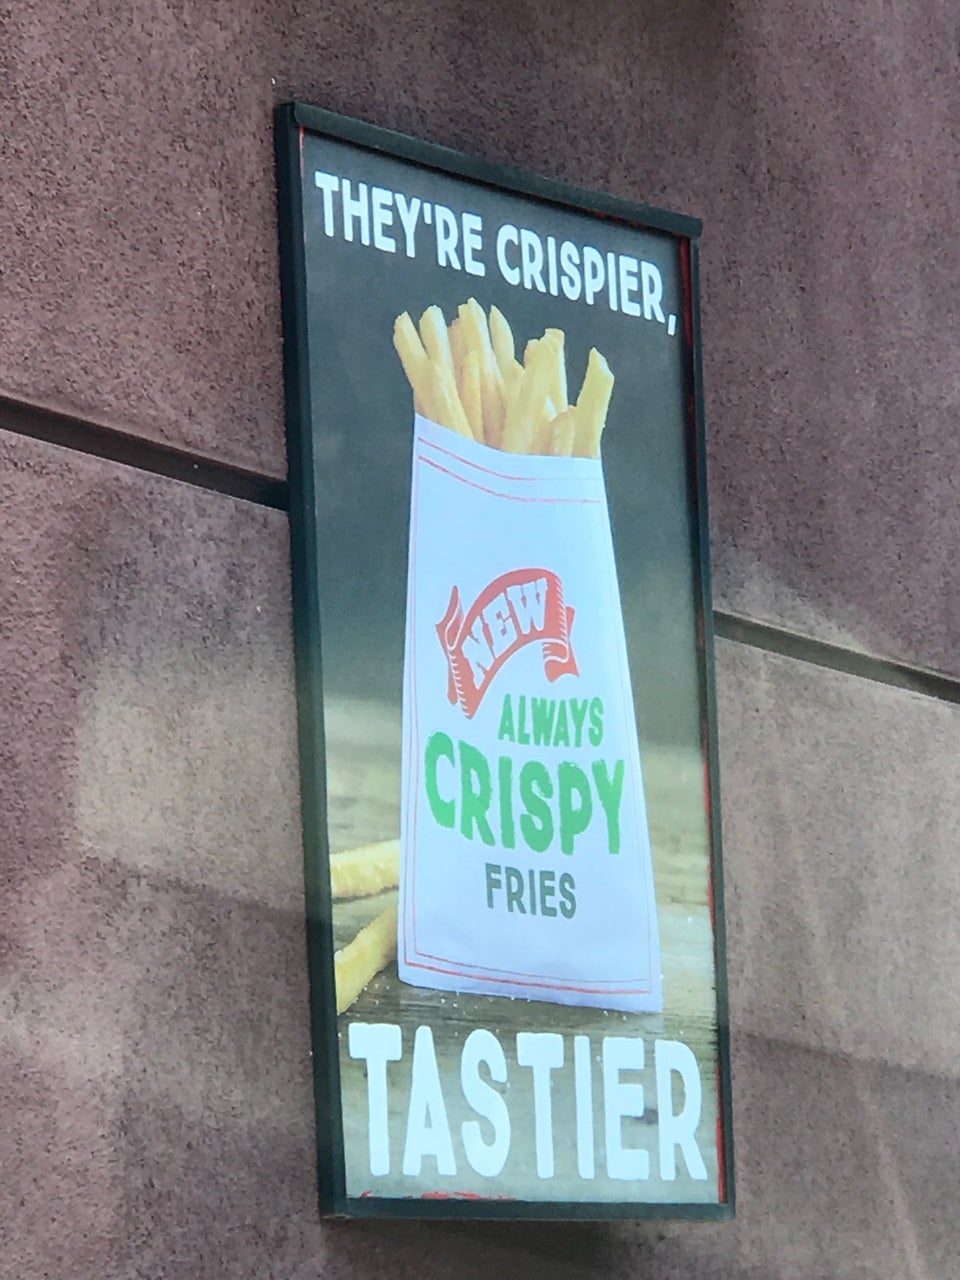 THEY'RE CRISPIER,
NEW
ALWAYS
CRISPY
FRIES
TASTIER